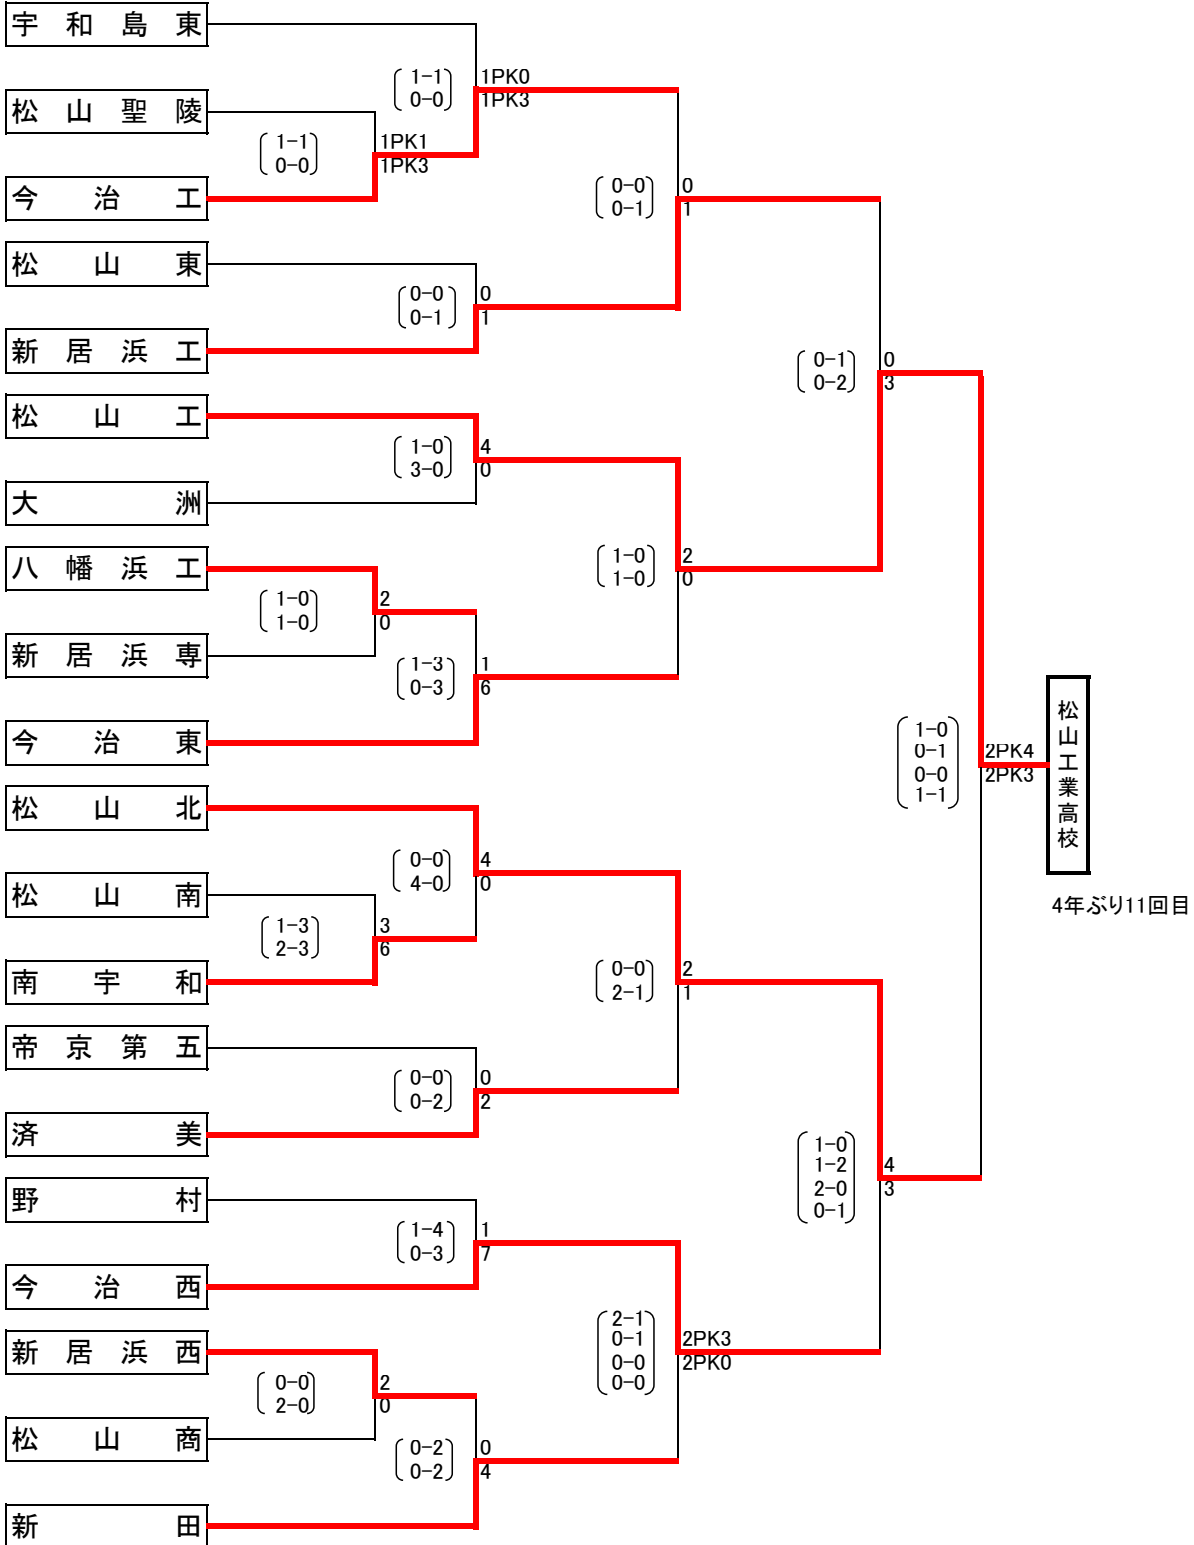 宇和島東
1-1
0-0
1PK0
1PK3
松山聖陵
1-1
0-0
1PK1
1PK3
今治工
0-0
0-1
0
1
松山東
0-0
0-1
0
1
新居浜工
0-1
0-2
0
3
松山工
1-0
3-0
4
0
大洲
八幡浜工
1-0
1-0
2
0
1-0
1-0
2
0
新居浜専
1-3
0-3
1
6
今治東
1-0
0-1
0-0
1-1
2PK4
2PK3
松山工業高校
4年ぶり11回目
松山北
0-0
4-0
4
0
松山南
1-3
2-3
3
6
南宇和
0-0
2-1
2
1
帝京第五
0-0
0-2
0
2
済美
1-0
1-2
2-0
0-1
4
3
野村
1-4
0-3
1
7
今治西
2-1
0-1
0-0
0-0
2PK3
2PK0
新居浜西
0-0
2-0
2
0
松山商
0-2
0-2
0
4
新田